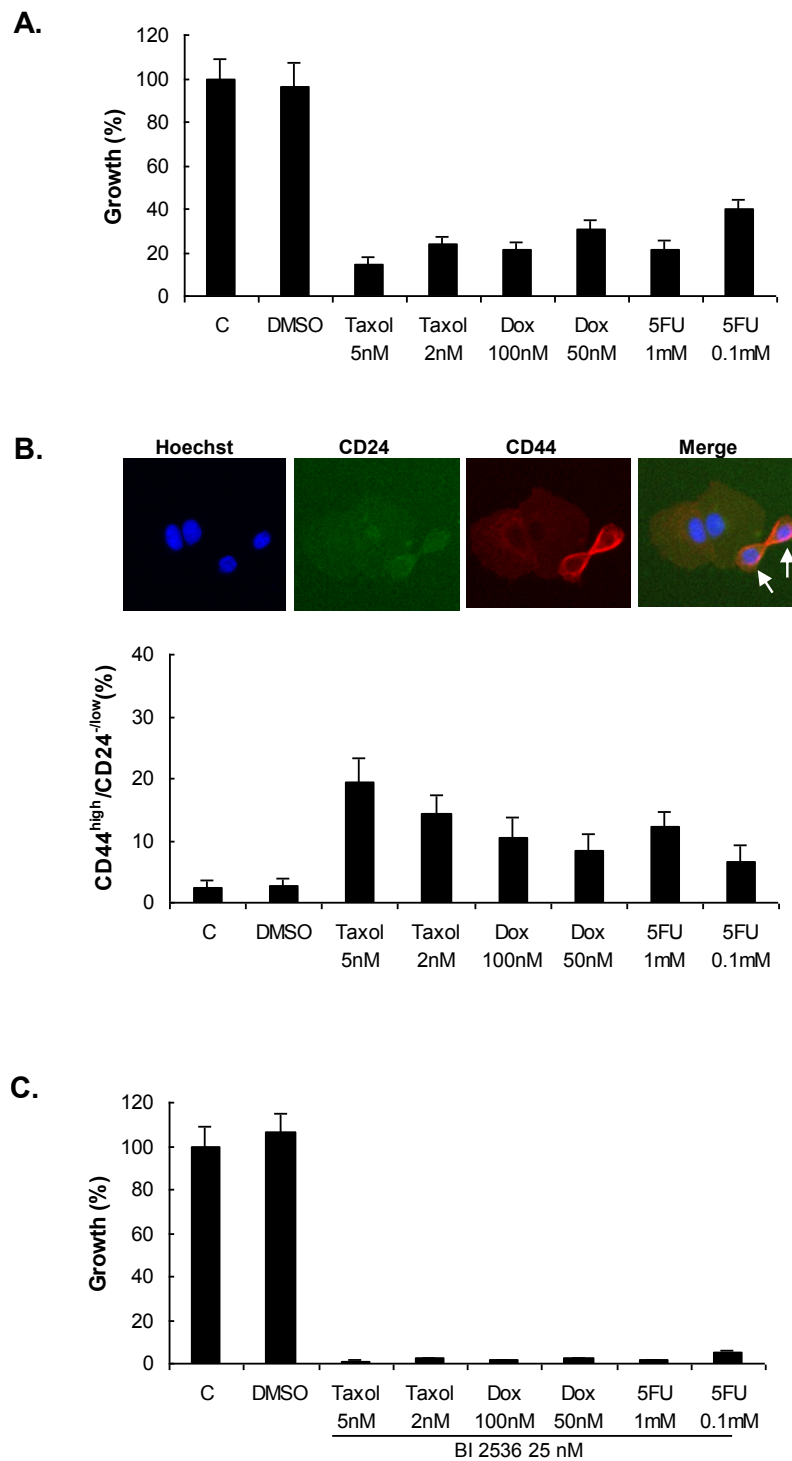 A.
120
100
80
60
40
20
0
Growth (%)
C DMSO Taxol Taxol Dox Dox 5FU 5FU
5nM 2nM 100nM 50nM 1mM 0.1mM
B.
Hoechst CD24 CD44 Merge
40
30
20
10
0
CD44high/CD24-/low(%)
C DMSO Taxol Taxol Dox Dox 5FU 5FU
5nM 2nM 100nM 50nM 1mM 0.1mM
C.
120
100
80
60
40
20
0
Growth (%)
C DMSO Taxol Taxol Dox Dox 5FU 5FU
5nM 2nM 100nM 50nM 1mM 0.1mM
BI 2536 25 nM